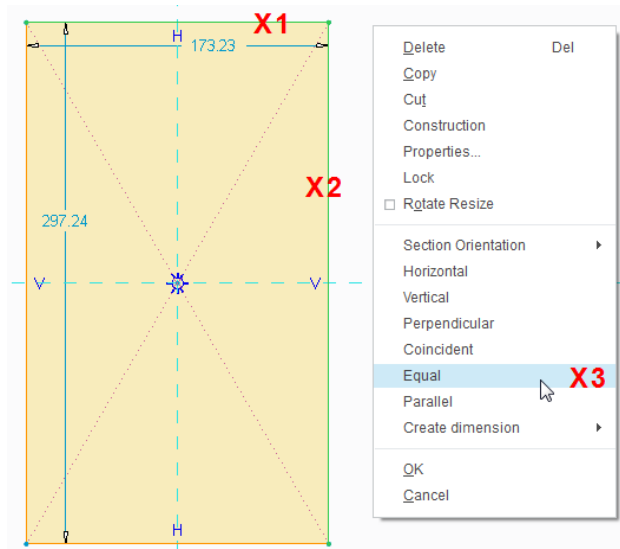 X1
H
173.23
X2
297.24
V
V
H
Delete Del
Copy
Cut
Construction
Properties...
Lock
Rotate Resize
Section Orientation
Horizontal
Vertical
Perpendicular
Coincident
Equal X3
Parallel
Create dimension
OK
Cancel